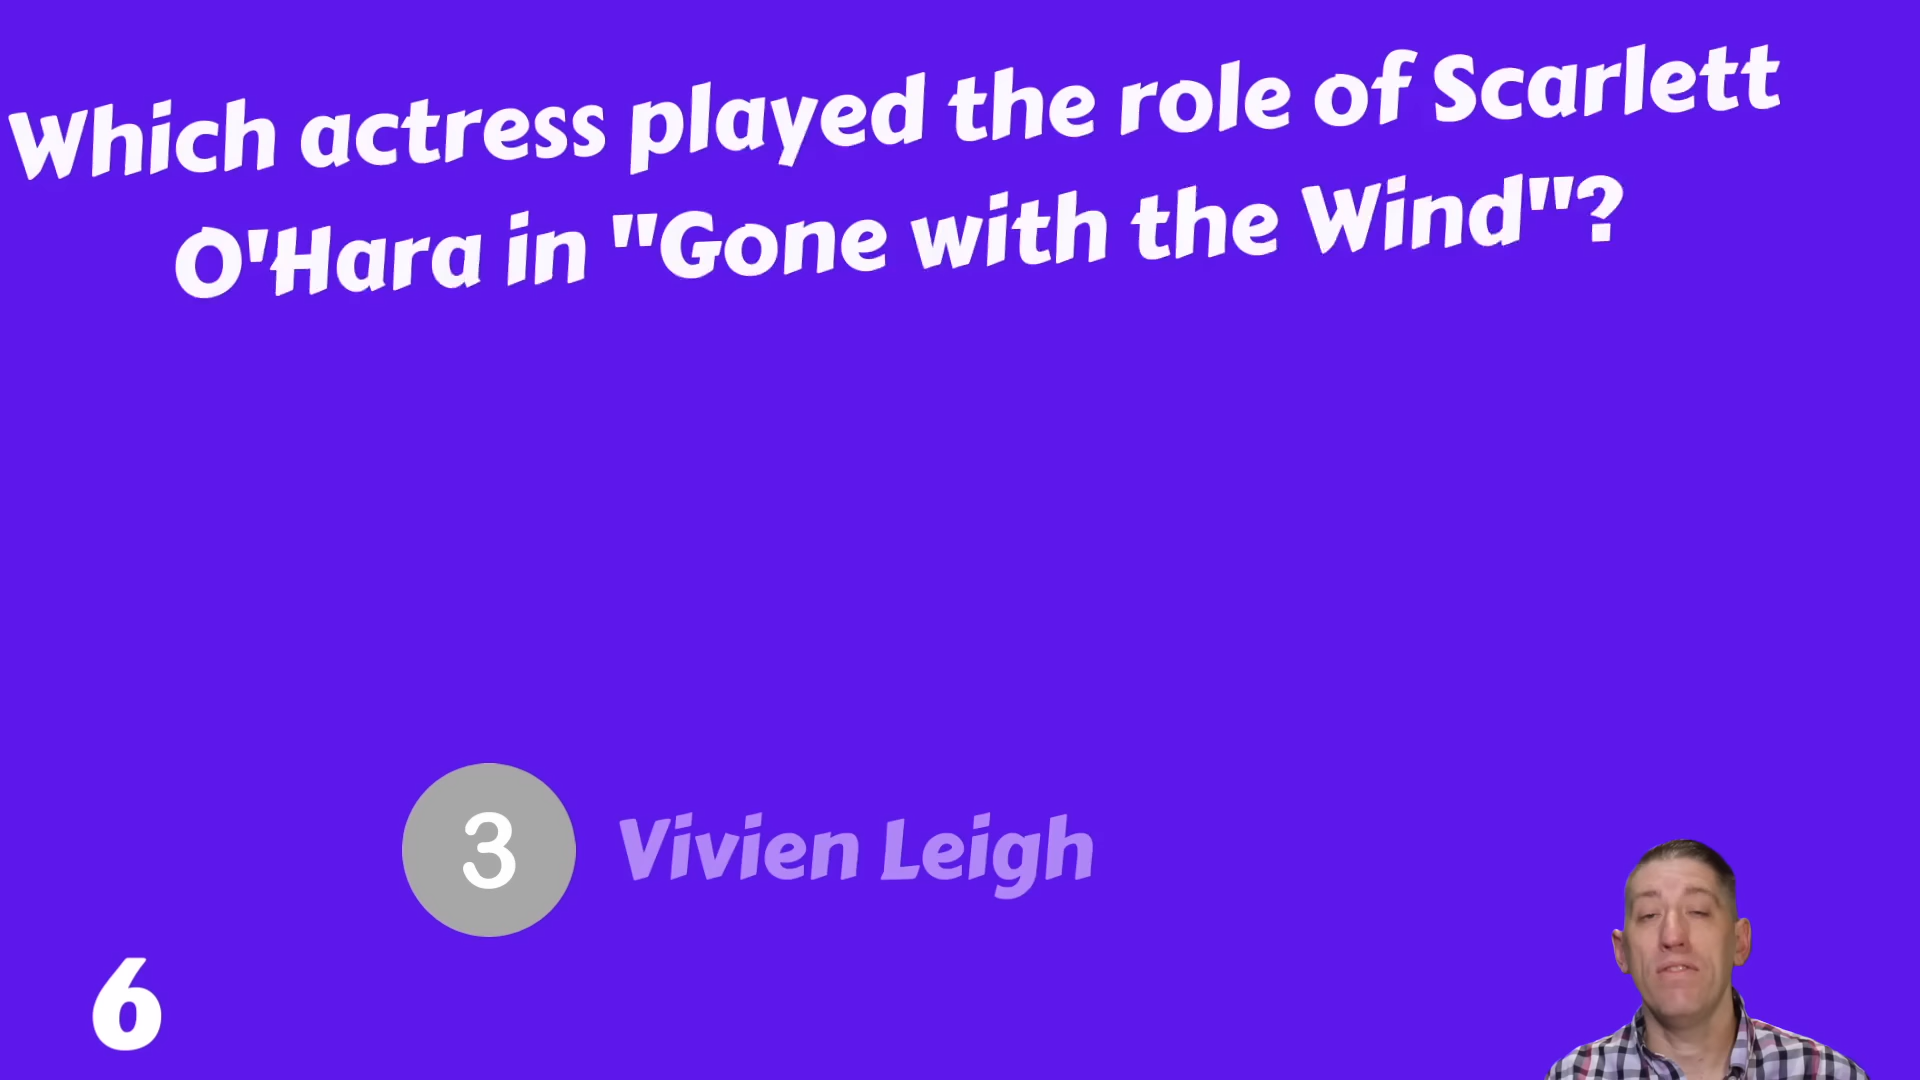 Which actress played the role of Scarlett
O'Hara in "Gone with the Wind"?
3 Vivien Leigh
6